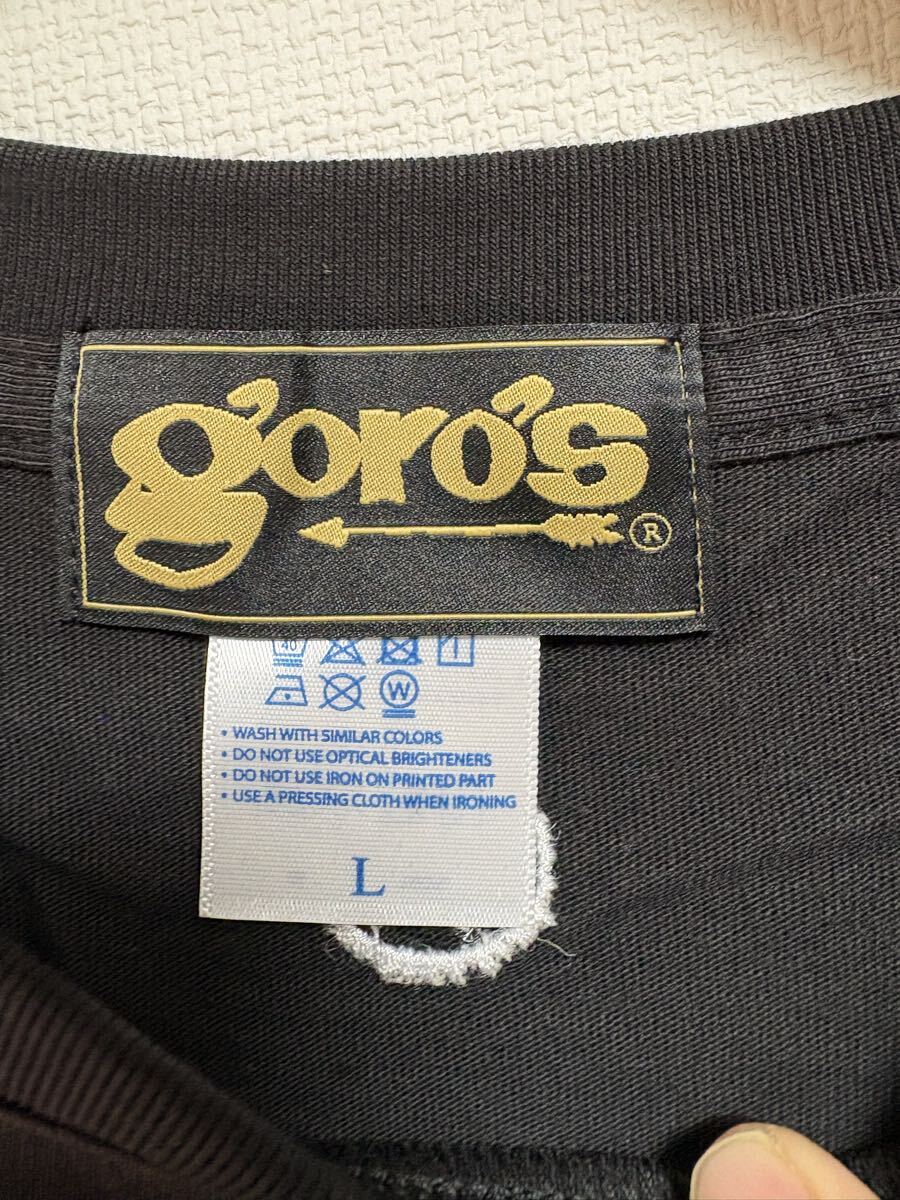 goro's
®
40
W
• WASH WITH SIMILAR COLORS
• DO NOT USE OPTICAL BRIGHTENERS
• DO NOT USE IRON ON PRINTED PART
• USE A PRESSING CLOTH WHEN IRONING
L